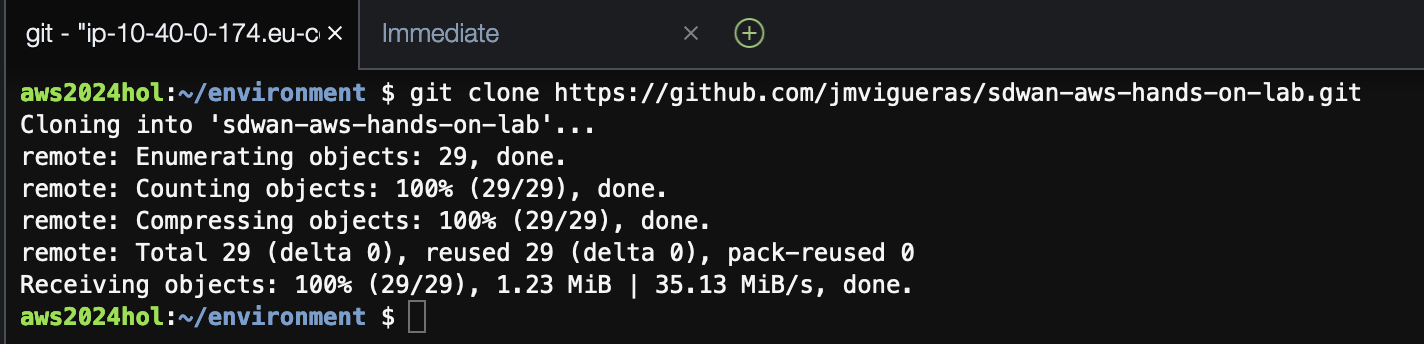 git - "ip-10-40-0-174.eu-c × Immediate ×
aws2024hol:~/environment $ git clone https://github.com/jmvigueras/sdwan-aws-hands-on-lab.git
Cloning into 'sdwan-aws-hands-on-lab'...
remote: Enumerating objects: 29, done.
remote: Counting objects: 100% (29/29), done.
remote: Compressing objects: 100% (29/29), done.
remote: Total 29 (delta 0), reused 29 (delta 0), pack-reused 0
Receiving objects: 100% (29/29), 1.23 MiB | 35.13 MiB/s, done.
aws2024hol:~/environment $